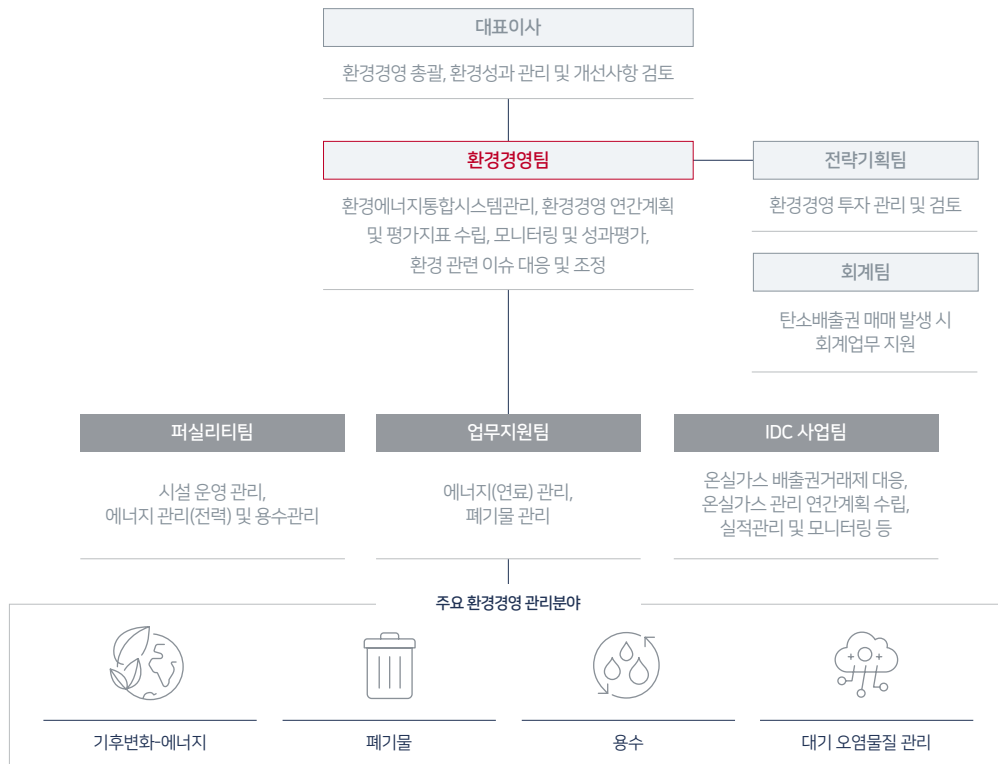 대표이사
환경경영 총괄, 환경성과 관리 및 개선사항 검토
환경경영팀
환경에너지통합시스템관리, 환경경영 연간계획
및 평가지표 수립, 모니터링 및 성과평가,
환경 관련 이슈 대응 및 조정
전략기획팀
환경경영 투자 관리 및 검토
회계팀
탄소배출권 매매 발생 시
회계업무 지원
퍼실리티팀
시설 운영 관리,
에너지 관리(전력) 및 용수관리
업무지원팀
에너지(연료) 관리,
폐기물 관리
IDC 사업팀
온실가스 배출권거래제 대응,
온실가스 관리 연간계획 수립,
실적관리 및 모니터링 등
주요 환경경영 관리분야
기후변화-에너지
폐기물
용수
대기 오염물질 관리